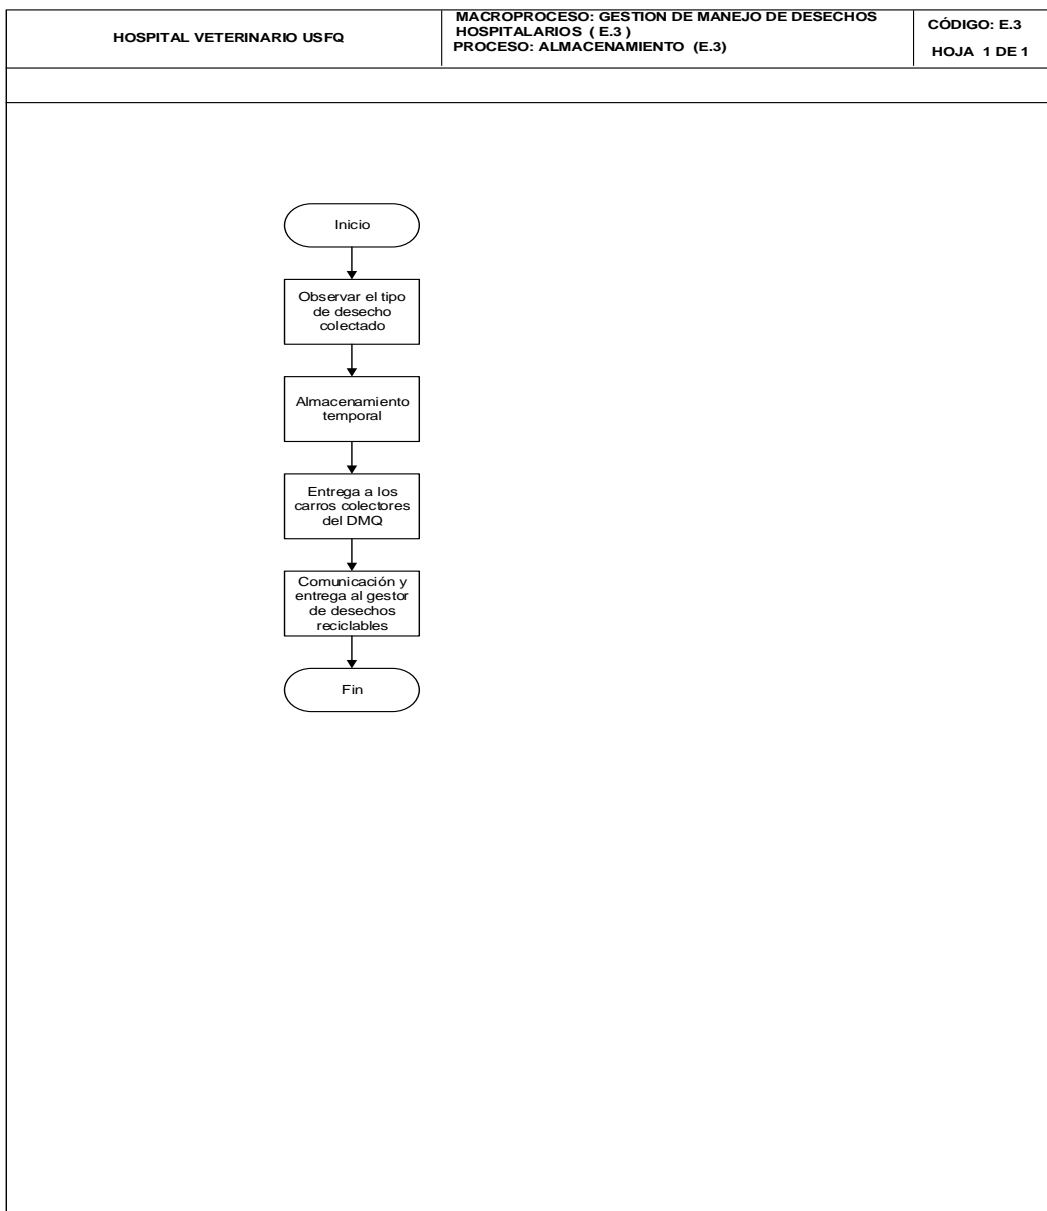 HOSPITAL VETERINARIO USFQ
MACROPROCESO: GESTION DE MANEJO DE DESECHOS
HOSPITALARIOS ( E.3 )
PROCESO: ALMACENAMIENTO (E.3)
CÓDIGO: E.3
HOJA 1 DE 1
Inicio
Observar el tipo
de desecho
colectado
Almacenamiento
temporal
Entrega a los
carros colectores
del DMQ
Comunicación y
entrega al gestor
de desechos
reciclables
Fin